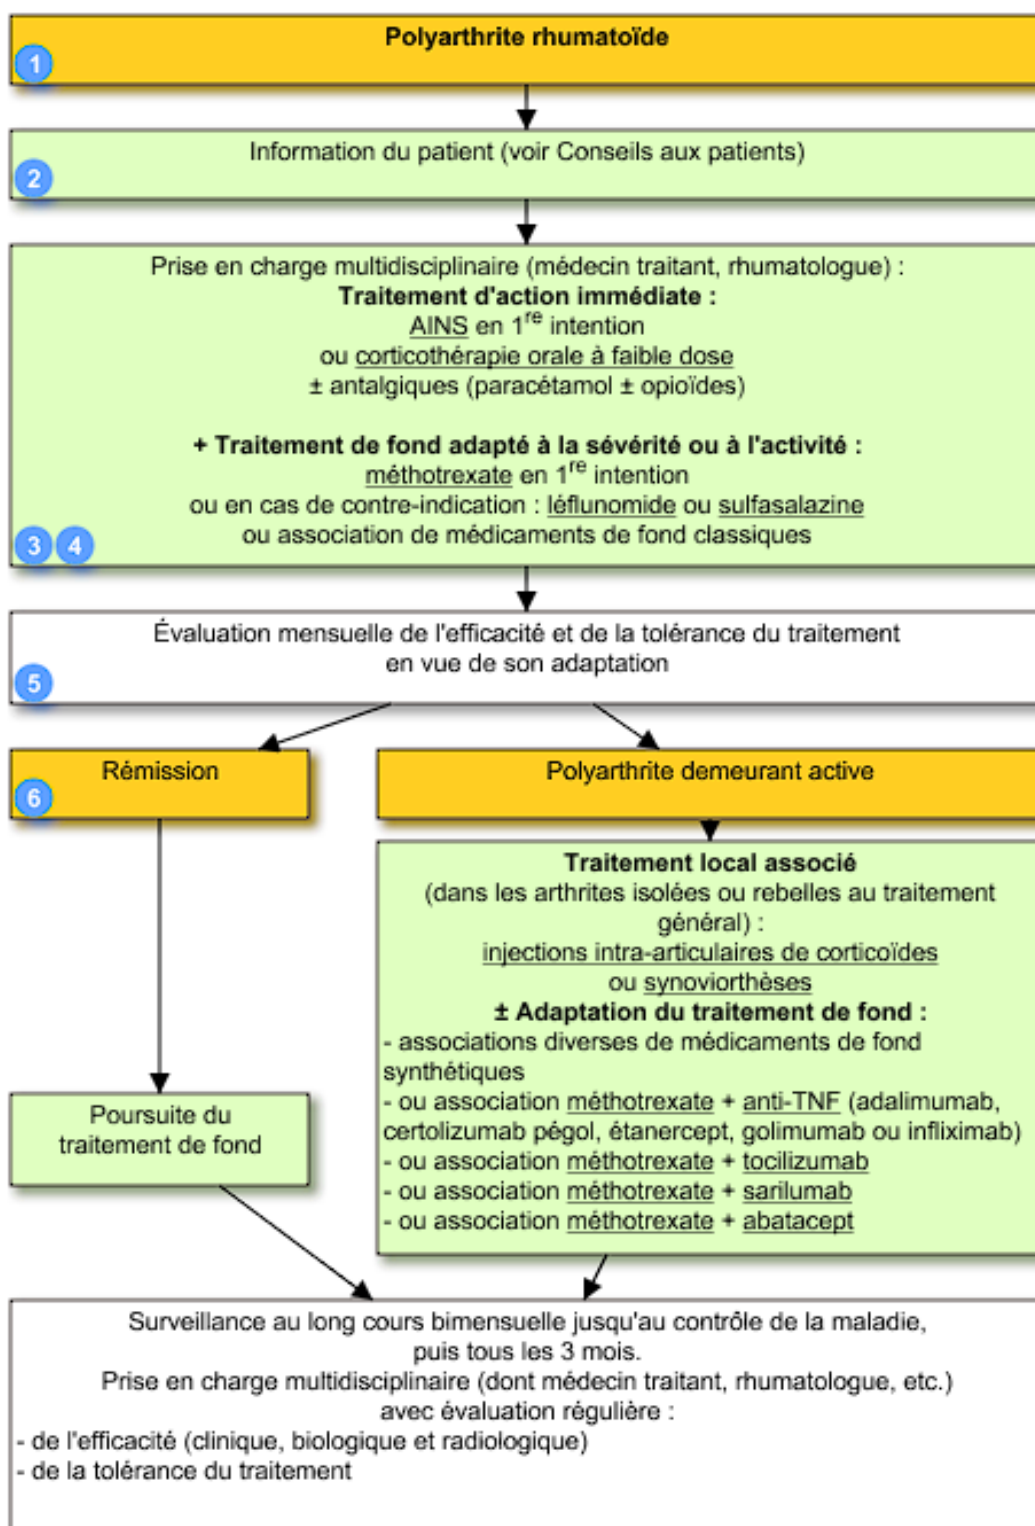 Polyarthrite rhumatoïde
1
Information du patient (voir Conseils aux patients)
2
Prise en charge multidisciplinaire (médecin traitant, rhumatologue) :
Traitement d'action immédiate :
AINS en 1re intention
ou corticothérapie orale à faible dose
± antalgiques (paracétamol ± opioïdes)
+ Traitement de fond adapté à la sévérité ou à l'activité :
méthotrexate en 1re intention
ou en cas de contre-indication : léflunomide ou sulfasalazine
ou association de médicaments de fond classiques
3 4
Évaluation mensuelle de l'efficacité et de la tolérance du traitement
en vue de son adaptation
5
Rémission
6
Polyarthrite demeurant active
Traitement local associé
(dans les arthrites isolées ou rebelles au traitement
général) :
injections intra-articulaires de corticoïdes
ou synoviorthèses
± Adaptation du traitement de fond :
- associations diverses de médicaments de fond
synthétiques
- ou association méthotrexate + anti-TNF (adalimumab,
certolizumab pégol, étanercept, golimumab ou infliximab)
- ou association méthotrexate + tocilizumab
- ou association méthotrexate + sarilumab
- ou association méthotrexate + abatacept
Poursuite du
traitement de fond
Surveillance au long cours bimensuelle jusqu'au contrôle de la maladie,
puis tous les 3 mois.
Prise en charge multidisciplinaire (dont médecin traitant, rhumatologue, etc.)
avec évaluation régulière :
- de l'efficacité (clinique, biologique et radiologique)
- de la tolérance du traitement